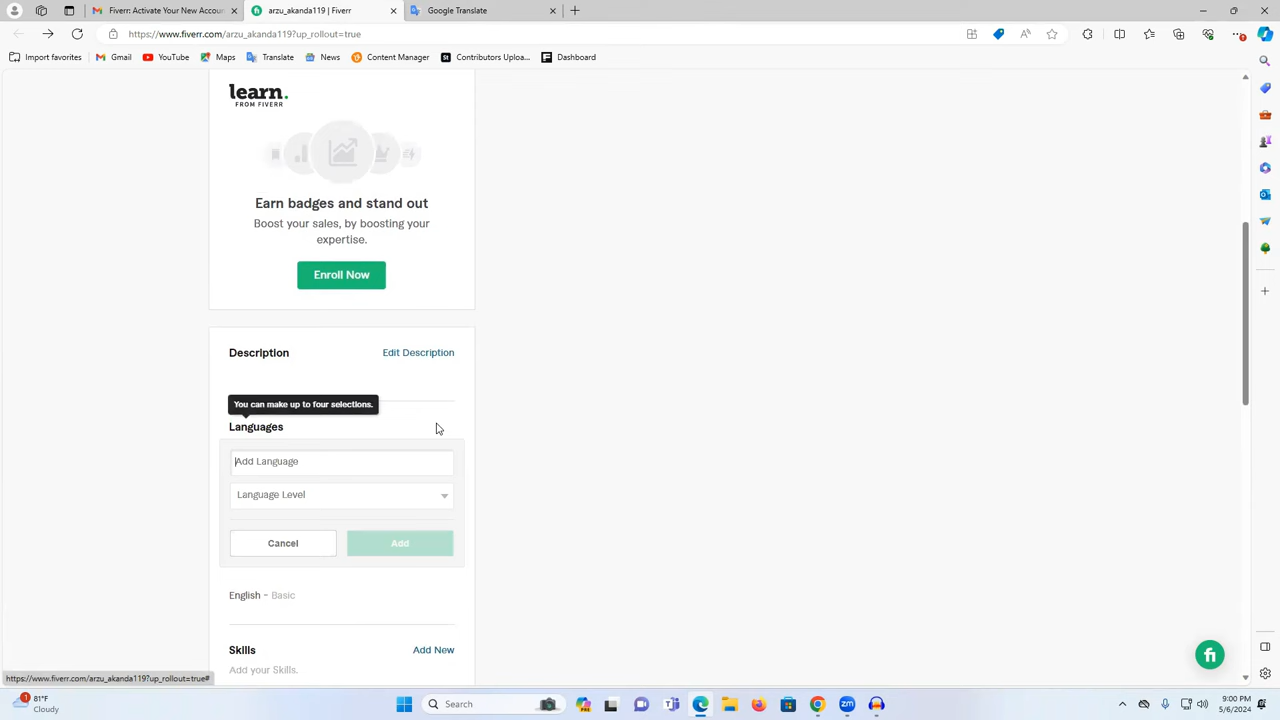 Fiverr: Activate Your New Accoun
arzu_akanda119 | Fiverr
Google Translate
https://www.fiverr.com/arzu_akanda119?up_rollout=true
Import favorites
Gmail
YouTube
Maps
Translate
News
Content Manager
Contributors Uploa...
Dashboard
learn.
FROM FIVERR
Earn badges and stand out
Boost your sales, by boosting your
expertise.
Enroll Now
Description
Edit Description
You can make up to four selections.
Languages
Add Language
Language Level
Cancel
Add
English - Basic
Skills
Add New
Add your Skills.
https://www.fiverr.com/arzu_akanda119?up_rollout=true#
fi
1
81°F
Cloudy
Search
9:00 PM
5/6/2024